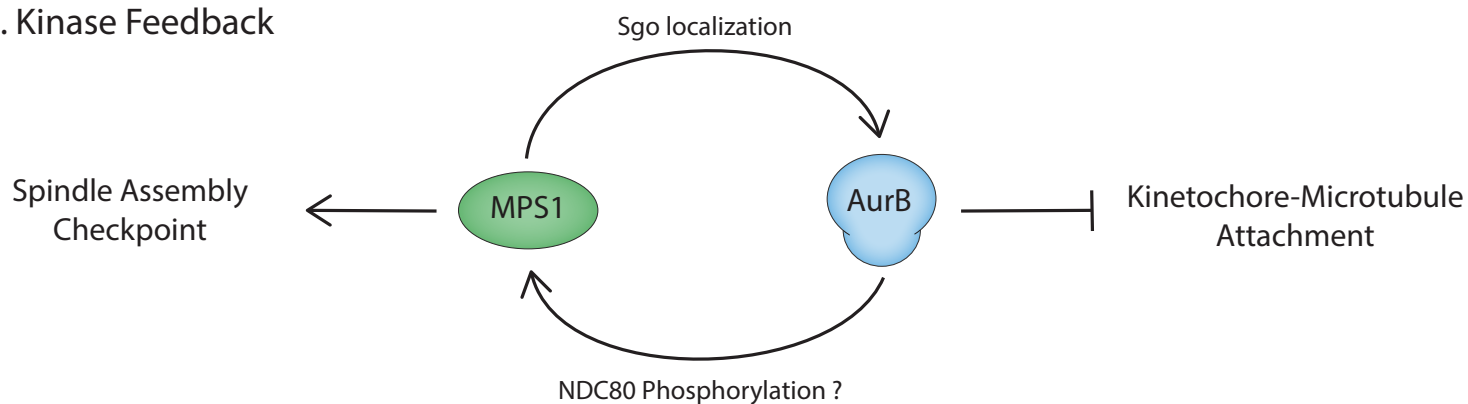 . Kinase Feedback
Sgo localization
Spindle Assembly
Checkpoint
MPS1
AurB
Kinetochore-Microtubule
Attachment
NDC80 Phosphorylation ?